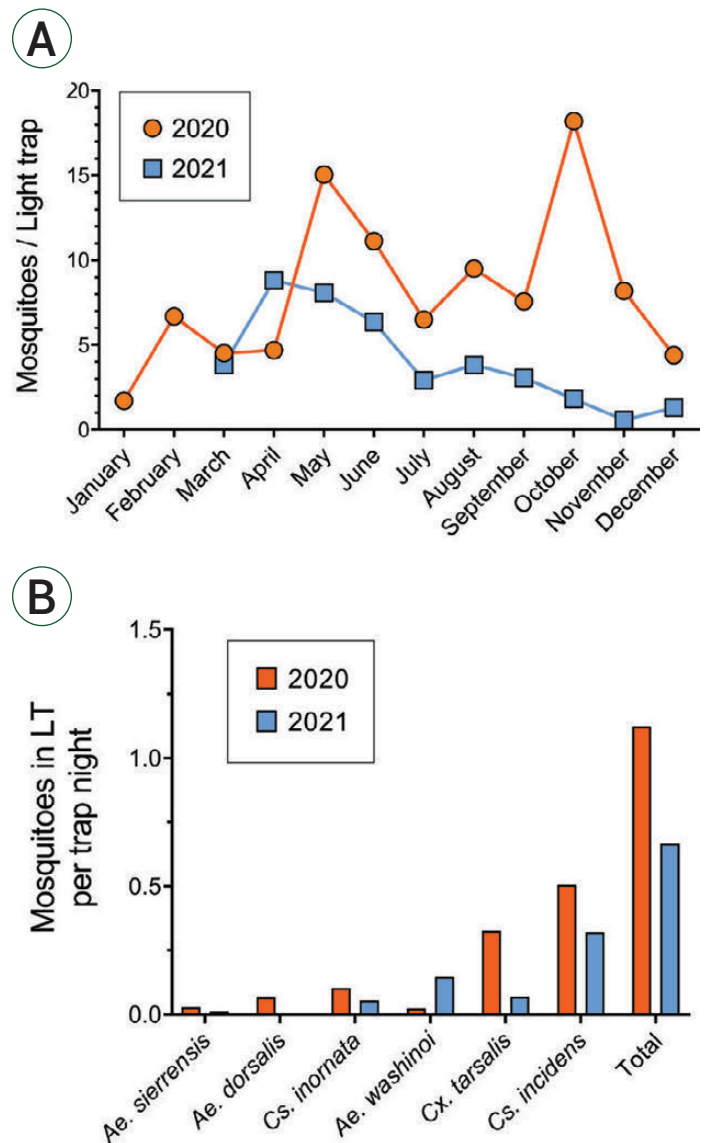 A
Mosquitoes / Light trap
20
15
10
5
0
2020
2021
January
February
March
April
May
June
July
August
September
October
November
December
B
Mosquitoes in LT
per trap night
1.5
1.0
0.5
0.0
2020
2021
Ae. sierrensis
Ae. dorsalis
Cs. inornata
Ae. washinoi
Cx. tarsalis
Cs. incidens
Total